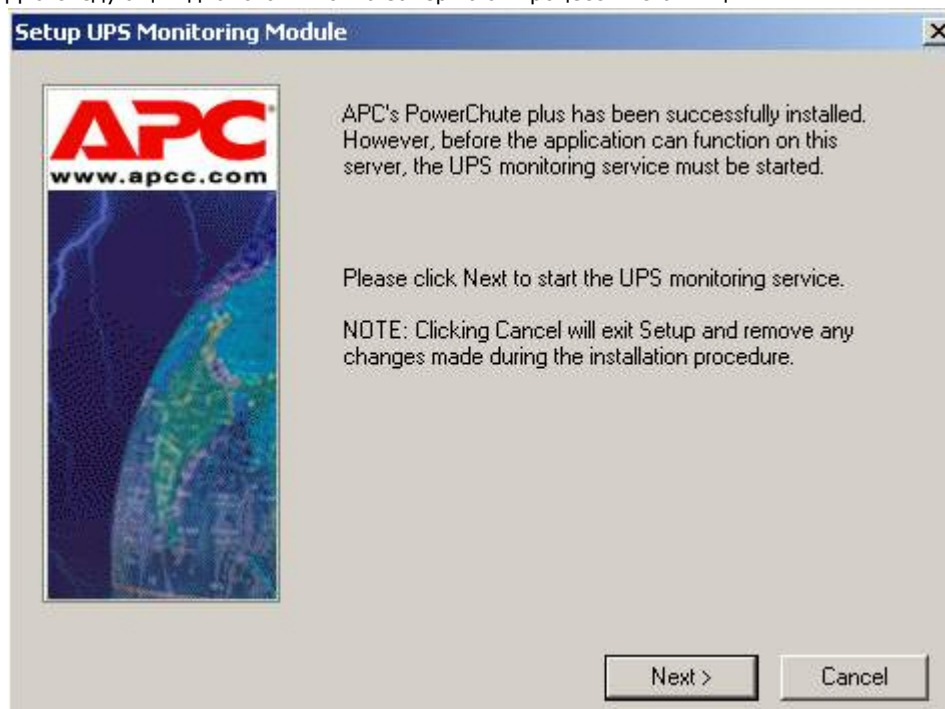 Setup UPS Monitoring Module
APC
www.apcc.com
APC's PowerChute plus has been successfully installed.
However, before the application can function on this
server, the UPS monitoring service must be started.
Please click Next to start the UPS monitoring service.
NOTE: Clicking Cancel will exit Setup and remove any
changes made during the installation procedure.
Next >
Cancel